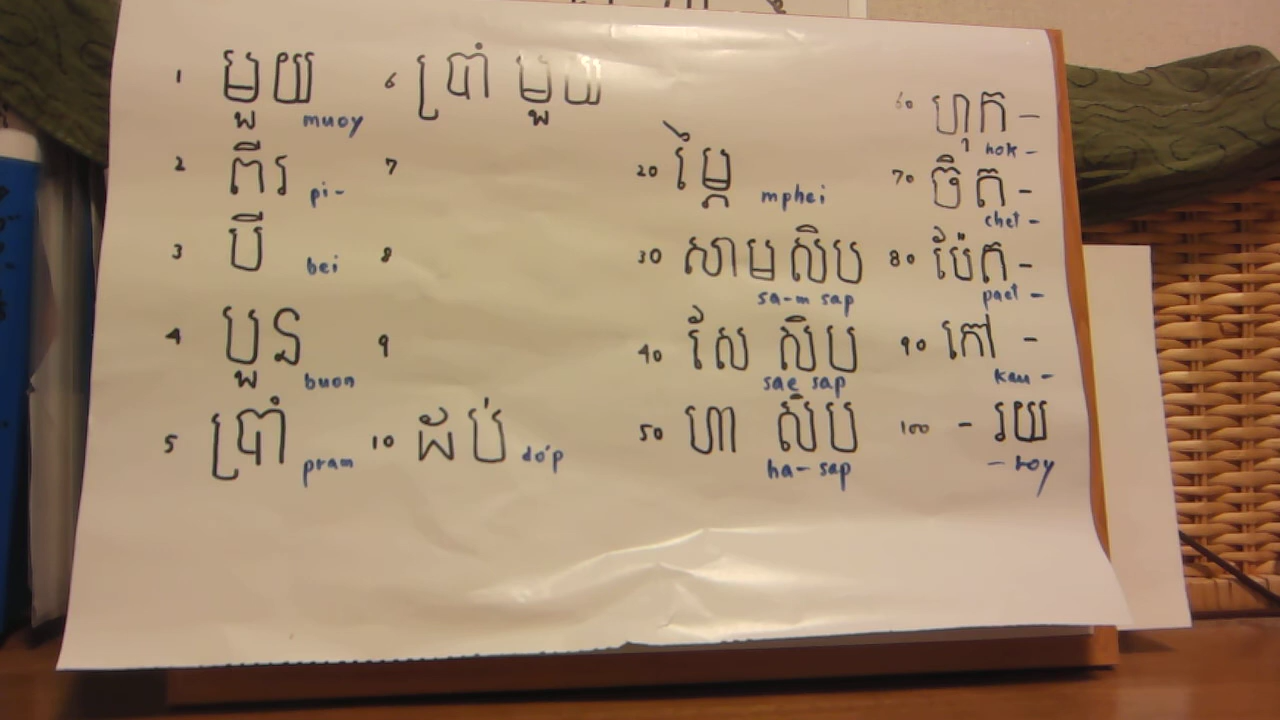 1 មួយ muoy
2 ពីរ pi-
3 បី bei
4 បួន buon
5 ប្រាំ pram
6 ប្រាំ មួយ
7
8
9
10 ដប់ dop
20 ម្ភៃ mphei
30 សាមសិប sa-m sap
40 សែ សិប sae sap
50 ហា សិប ha- sap
60 ហុក - hok -
70 ចិត - chet -
80 ប៉ែត - paet -
90 កៅ - kau -
100 - រយ - roy